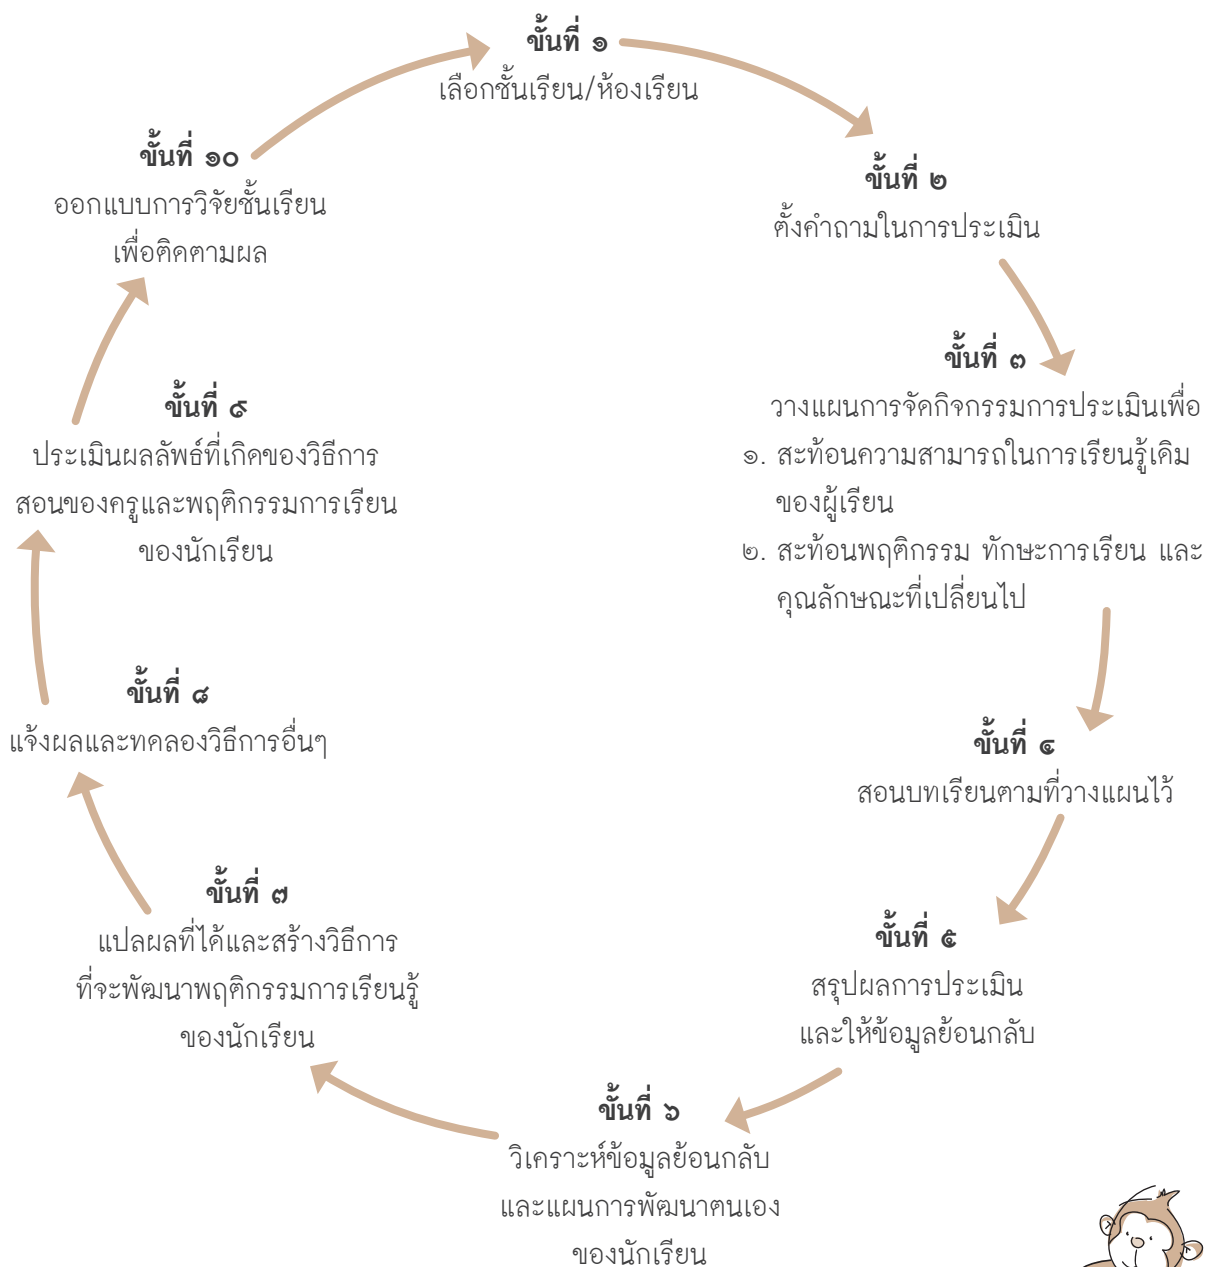 ขั้นที่ ๑
เลือกชั้นเรียน/ห้องเรียน
ขั้นที่ ๒
ตั้งคำถามในการประเมิน
ขั้นที่ ๓
วางแผนการจัดกิจกรรมการประเมินเพื่อ
๑. สะท้อนความสามารถในการเรียนรู้เดิม
ของผู้เรียน
๒. สะท้อนพฤติกรรม ทักษะการเรียน และ
คุณลักษณะที่เปลี่ยนไป
ขั้นที่ ๔
สอนบทเรียนตามที่วางแผนไว้
ขั้นที่ ๕
สรุปผลการประเมิน
และให้ข้อมูลย้อนกลับ
ขั้นที่ ๖
วิเคราะห์ข้อมูลย้อนกลับ
และแผนการพัฒนาตนเอง
ของนักเรียน
ขั้นที่ ๗
แปลผลที่ได้และสร้างวิธีการ
ที่จะพัฒนาพฤติกรรมการเรียนรู้
ของนักเรียน
ขั้นที่ ๘
แจ้งผลและทดลองวิธีการอื่นๆ
ขั้นที่ ๙
ประเมินผลลัพธ์ที่เกิดของวิธีการ
สอนของครูและพฤติกรรมการเรียน
ของนักเรียน
ขั้นที่ ๑๐
ออกแบบการวิจัยชั้นเรียน
เพื่อติดตามผล